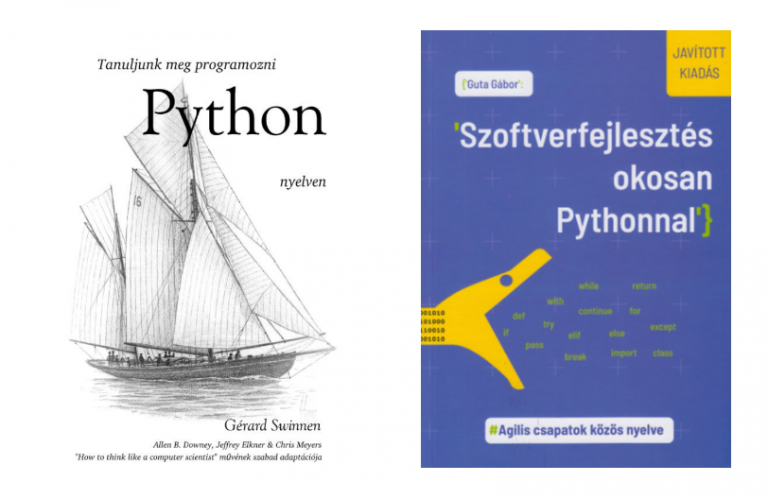 Tanuljunk meg programozni
Python
nyelven
16
Gérard Swinnen
Allen B. Downey, Jeffrey Elkner & Chris Meyers
"How to think like a computer scientist" művének szabad adaptációja
JAVÍTOTT
KIADÁS
{'Guta Gábor':
'Szoftverfejlesztés
okosan
Pythonnal'}
while return
with
def continue for
if try elif else except
pass
break import class
001010
101000
110010
001010
#Agilis csapatok közös nyelve